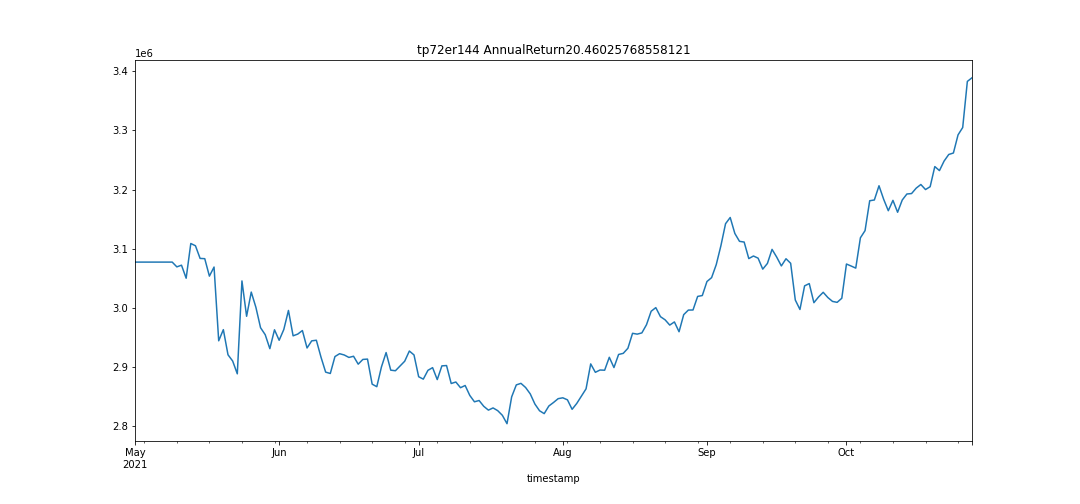 tp72er144 AnnualReturn20.46025768558121
1e6
3.4
3.3
3.2
3.1
3.0
2.9
2.8
May Jun Jul Aug Sep Oct
2021
timestamp